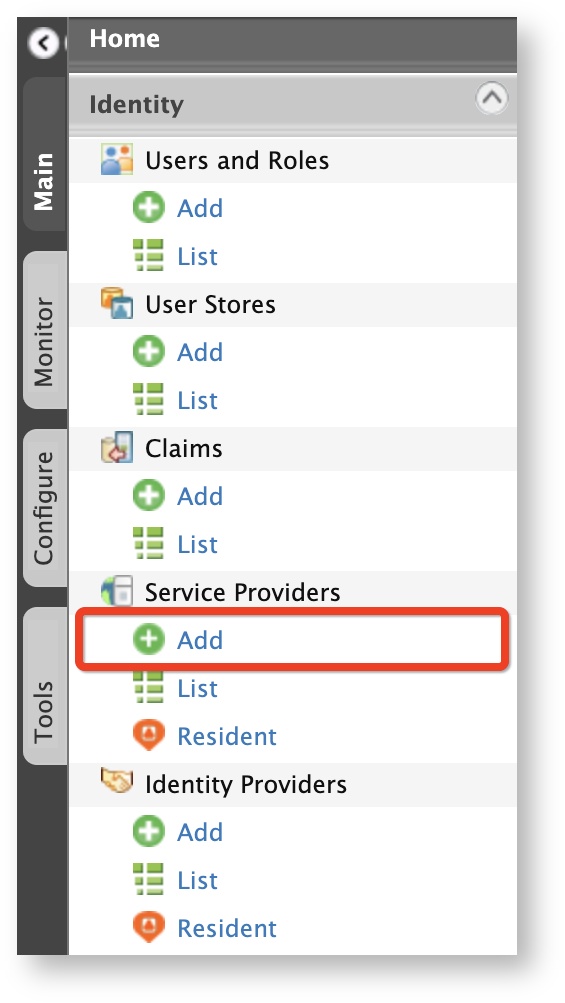 Home
Identity
Users and Roles
Add
List
User Stores
Add
List
Claims
Add
List
Service Providers
Add
List
Resident
Identity Providers
Add
List
Resident
Main
Monitor
Configure
Tools